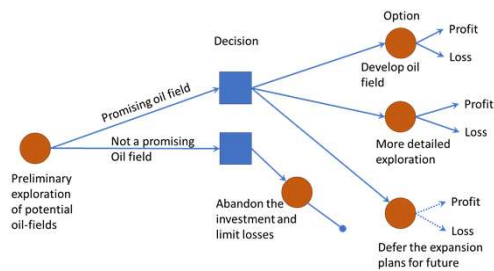 Option
Decision
Profit
Loss
Develop oil
field
Promising oil field
Not a promising
Oil field
Profit
Loss
More detailed
exploration
Preliminary
exploration
of potential
oil-fields
Abandon the
investment and
limit losses
Profit
Loss
Defer the expansion
plans for future